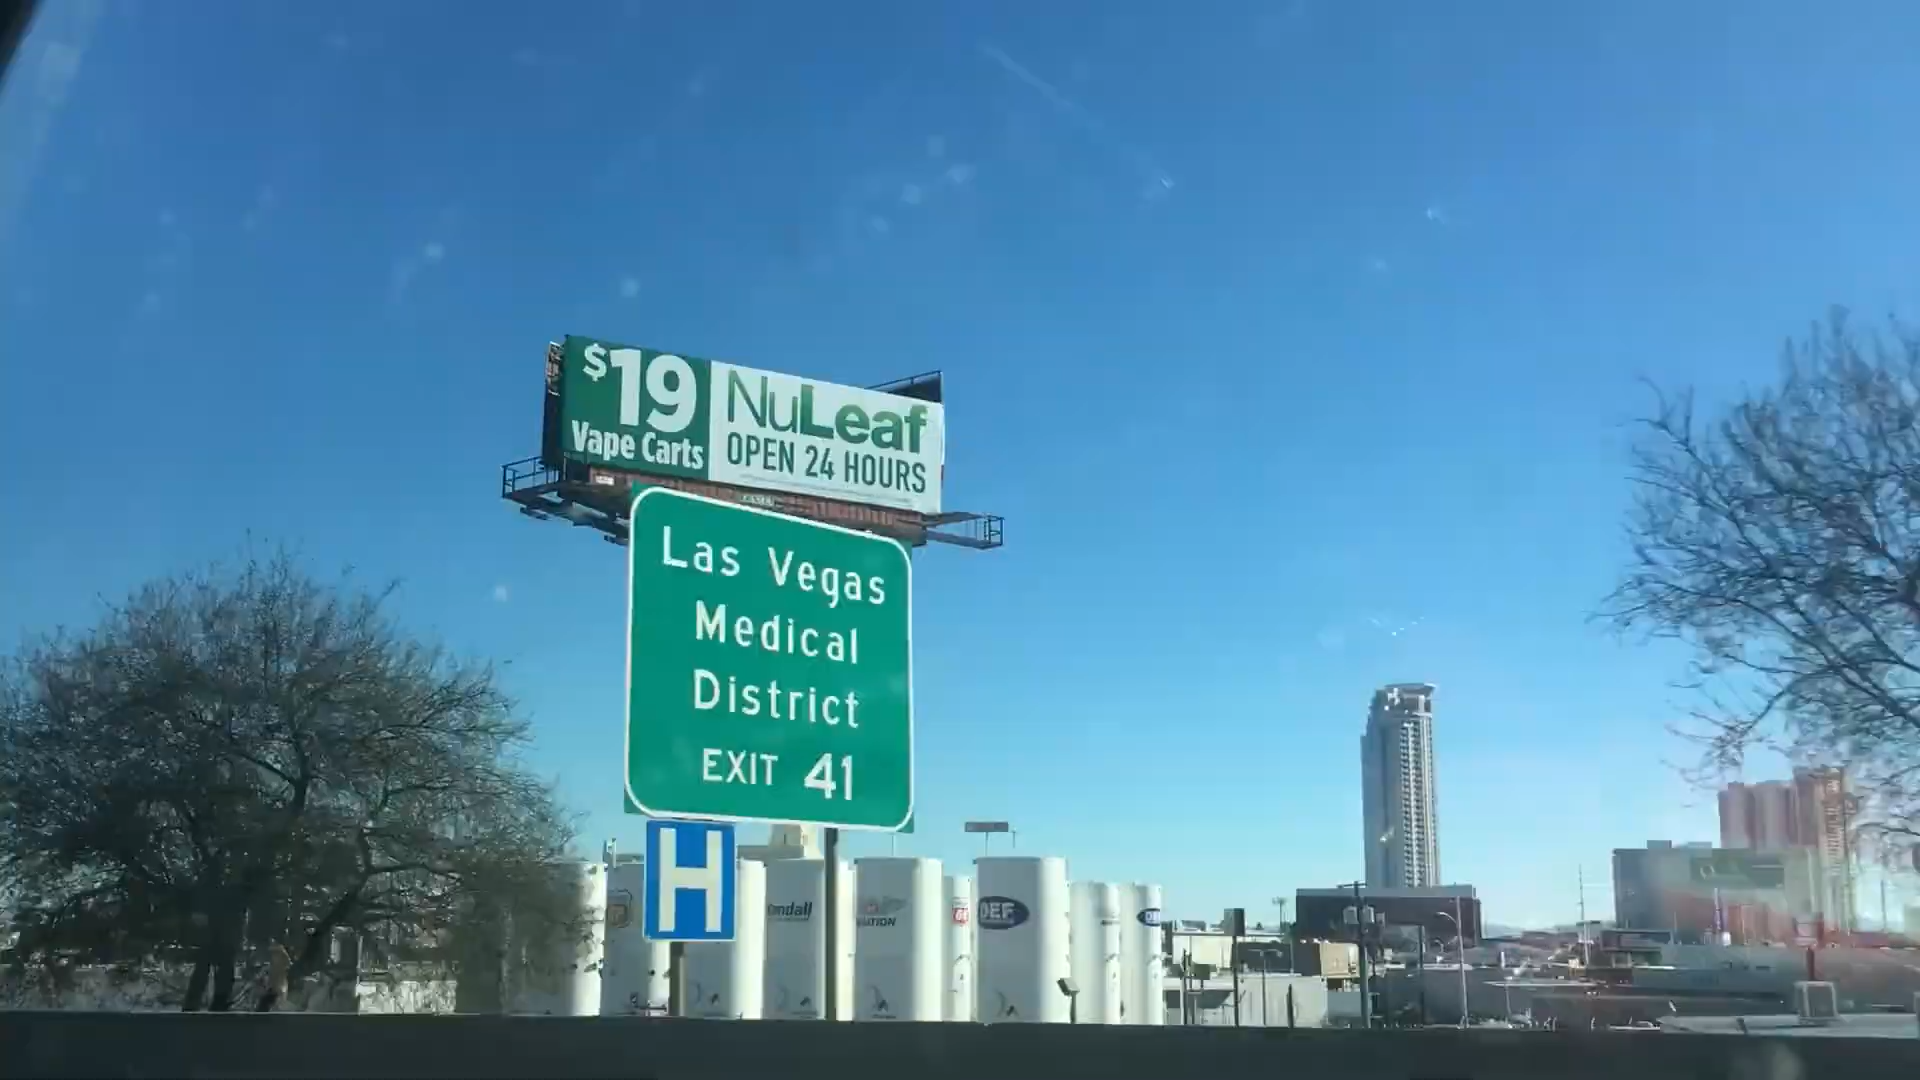 $19
Vape Carts
NuLeaf
OPEN 24 HOURS
Las Vegas
Medical
District
EXIT 41
H
DEF